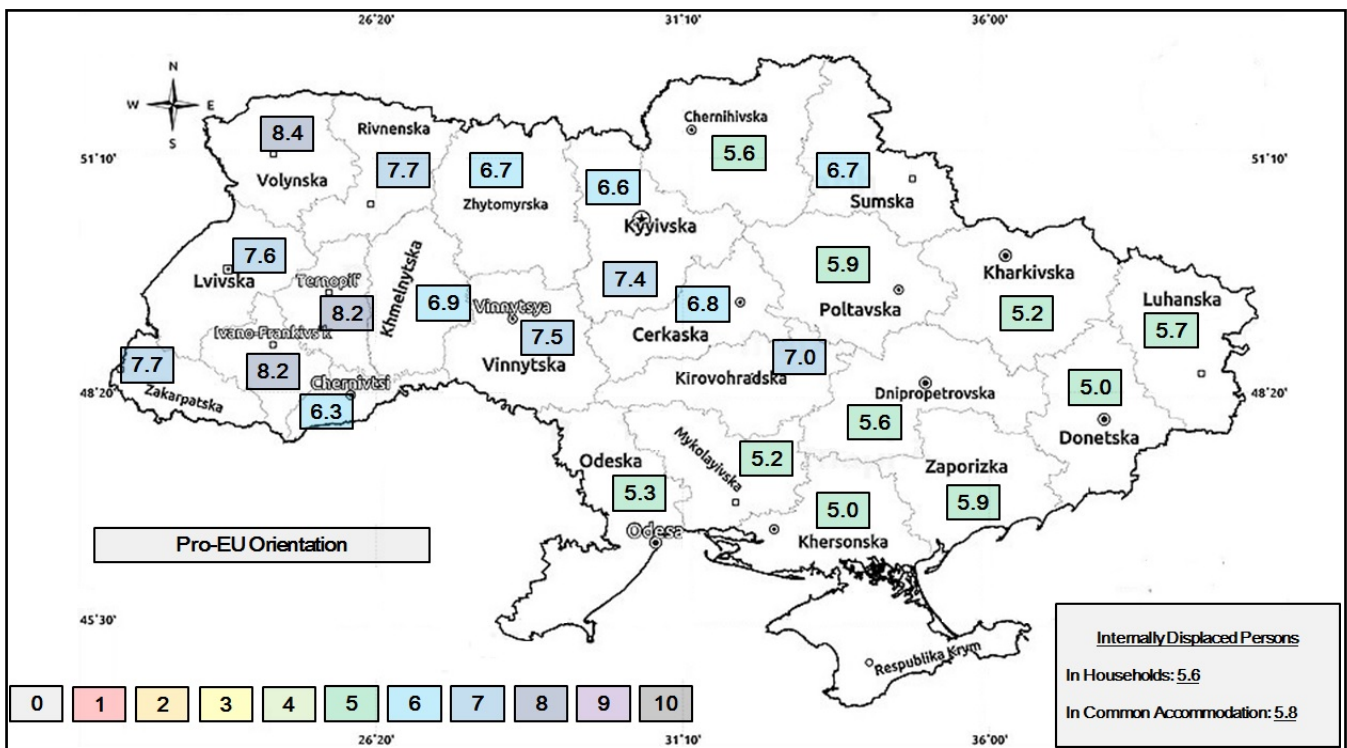 26°20'
31°10'
36°00'
N
W
E
S
51°10'
51°10'
8.4
Volynska
Rivnenska
7.7
6.7
Zhytomyrska
6.6
Kyyivska
Chernihivska
5.6
6.7
Sumska
7.6
Lvivska
Ternopil'
8.2
Khmelnytska
6.9
Vinnytsya
7.5
Vinnytska
7.4
6.8
Cerkaska
5.9
Poltavska
Kharkivska
5.2
Luhanska
5.7
Ivano-Frankivs'k
8.2
7.7
Zakarpatska
Chernivtsi
6.3
7.0
Kirovohradska
Dnipropetrovska
5.6
5.0
Donetska
48°20'
48°20'
Odeska
5.3
Odesa
Mykolayivska
5.2
5.0
Khersonska
Zaporizka
5.9
Pro-EU Orientation
45°30'
45°30'
Respublika Krym
Internally Displaced Persons
In Households: 5.6
In Common Accommodation: 5.8
0 1 2 3 4 5 6 7 8 9 10
26°20'
31°10'
36°00'